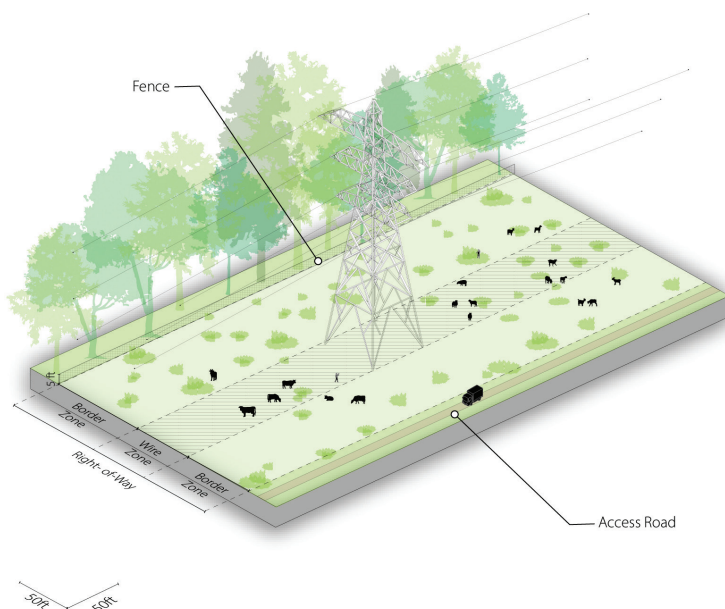 Fence
5 ft
Border
Zone
Wire
Zone
Border
Zone
Right-of-Way
Access Road
50ft
50ft